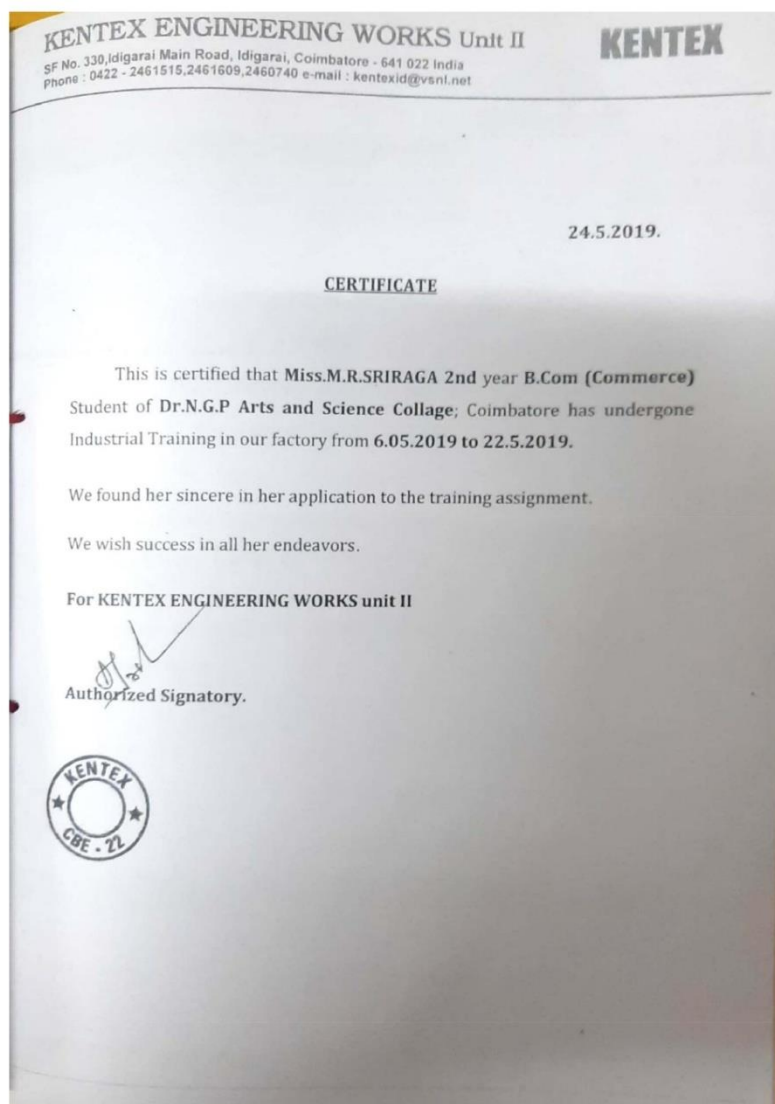 KENTEX ENGINEERING WORKS Unit II
KENTEX
SF No. 330,Idigarai Main Road, Idigarai, Coimbatore - 641 022 India
Phone : 0422 - 2461515,2461609,2460740 e-mail : kentexid@vsnl.net
24.5.2019.
CERTIFICATE
This is certified that Miss.M.R.SRIRAGA 2nd year B.Com (Commerce)
Student of Dr.N.G.P Arts and Science Collage; Coimbatore has undergone
Industrial Training in our factory from 6.05.2019 to 22.5.2019.
We found her sincere in her application to the training assignment.
We wish success in all her endeavors.
For KENTEX ENGINEERING WORKS unit II
Authorized Signatory.
KENTEX
CBE - 22